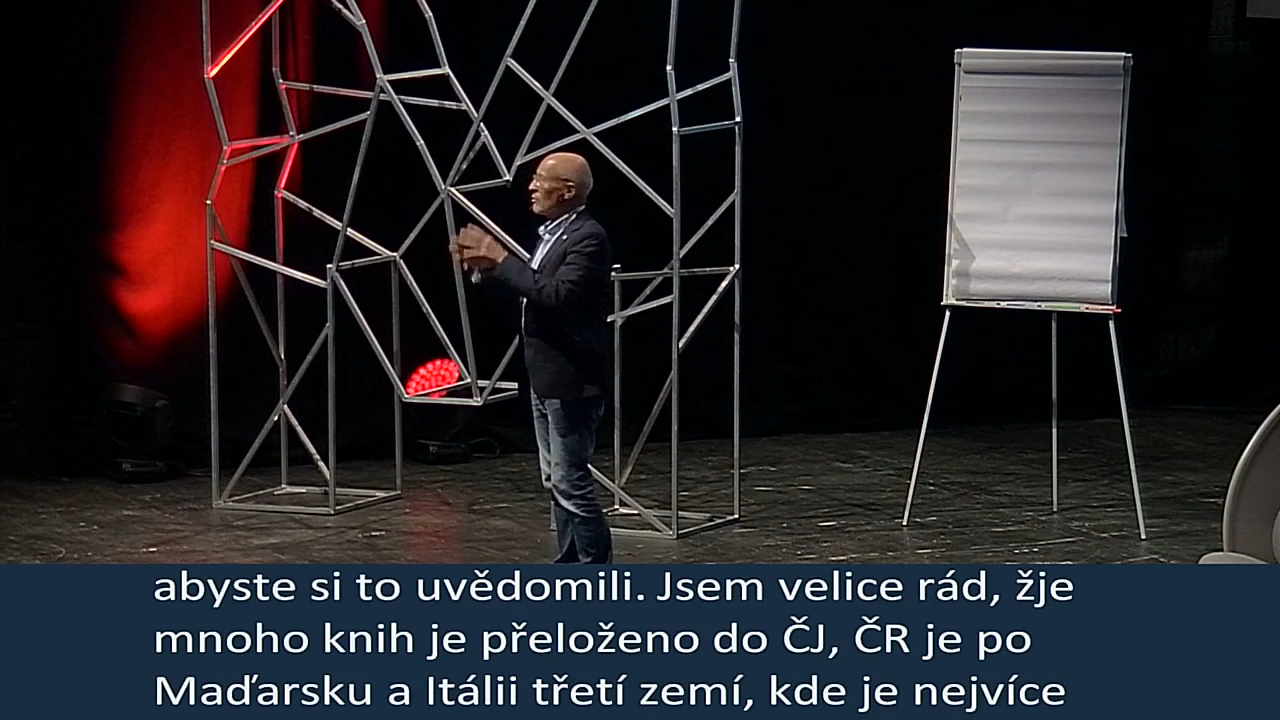 abyste si to uvědomili. Jsem velice rád, žje
mnoho knih je přeloženo do ČJ, ČR je po
Maďarsku a Itálii třetí zemí, kde je nejvíce